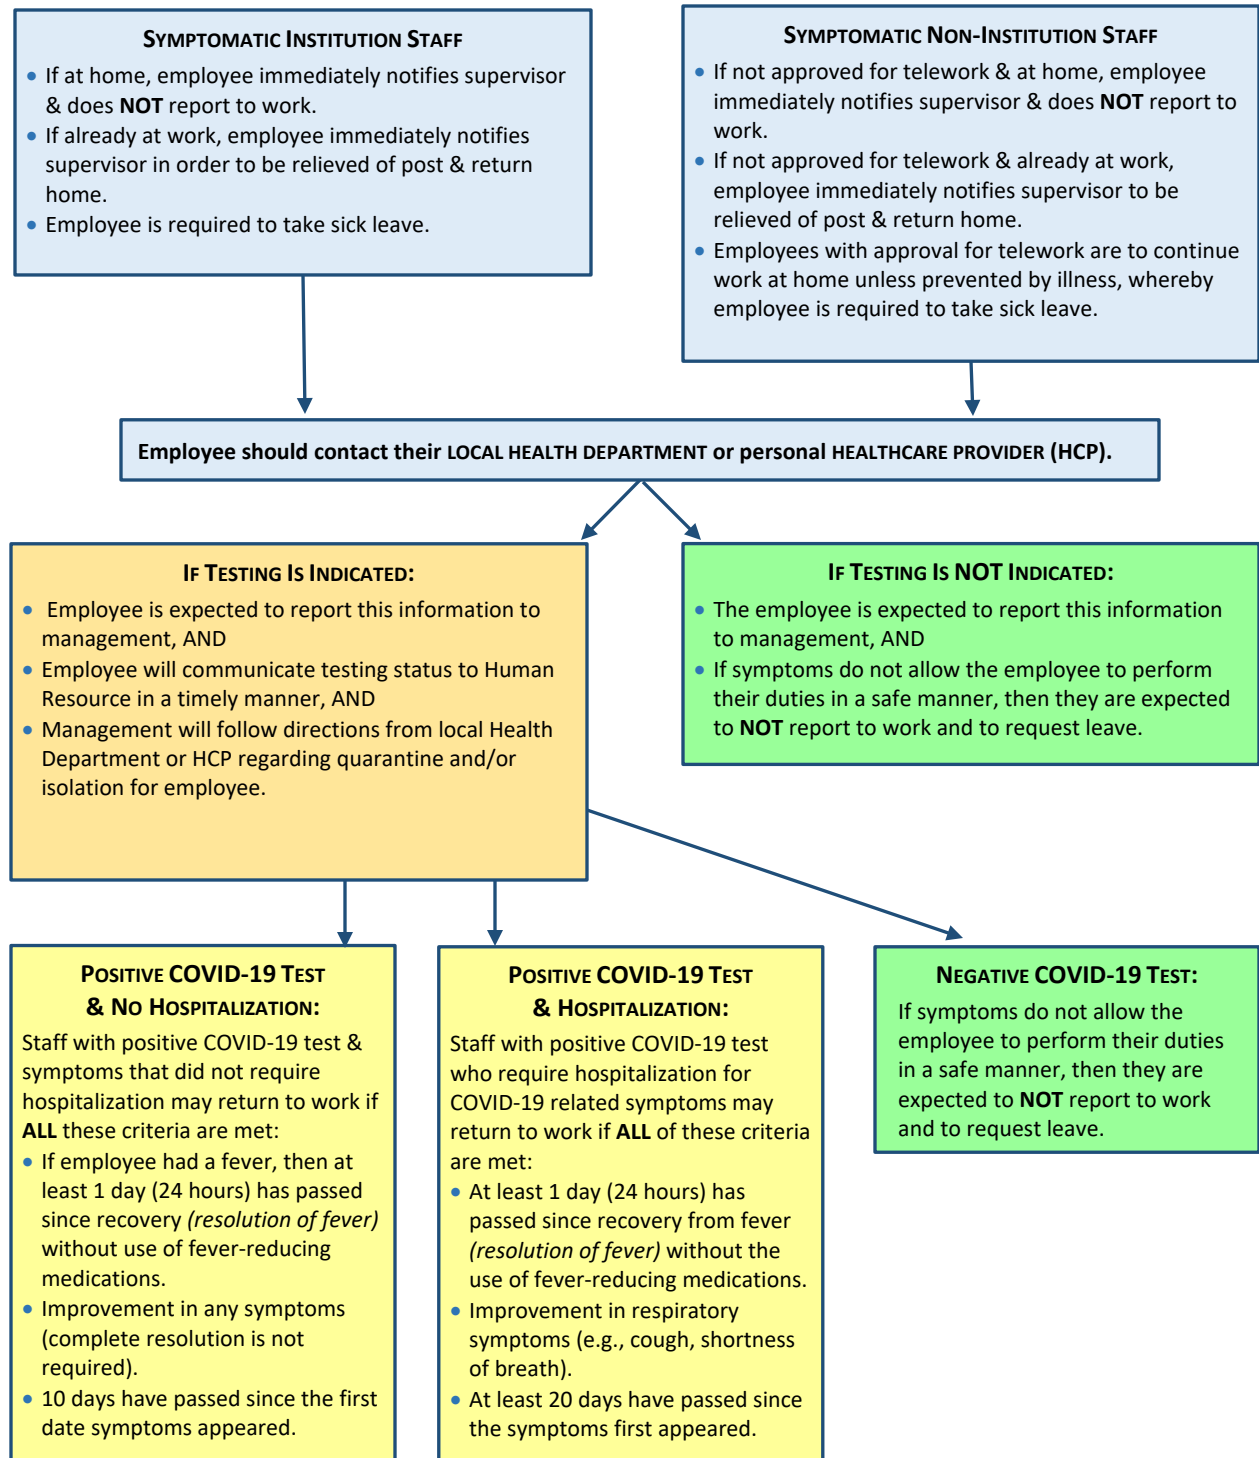 SYMPTOMATIC INSTITUTION STAFF
• If at home, employee immediately notifies supervisor
& does NOT report to work.
• If already at work, employee immediately notifies
supervisor in order to be relieved of post & return
home.
• Employee is required to take sick leave.
SYMPTOMATIC NON-INSTITUTION STAFF
• If not approved for telework & at home, employee
immediately notifies supervisor & does NOT report to
work.
• If not approved for telework & already at work,
employee immediately notifies supervisor to be
relieved of post & return home.
• Employees with approval for telework are to continue
work at home unless prevented by illness, whereby
employee is required to take sick leave.
Employee should contact their LOCAL HEALTH DEPARTMENT or personal HEALTHCARE PROVIDER (HCP).
IF TESTING IS INDICATED:
• Employee is expected to report this information to
management, AND
• Employee will communicate testing status to Human
Resource in a timely manner, AND
• Management will follow directions from local Health
Department or HCP regarding quarantine and/or
isolation for employee.
IF TESTING IS NOT INDICATED:
• The employee is expected to report this information
to management, AND
• If symptoms do not allow the employee to perform
their duties in a safe manner, then they are expected
to NOT report to work and to request leave.
POSITIVE COVID-19 TEST
& NO HOSPITALIZATION:
Staff with positive COVID-19 test &
symptoms that did not require
hospitalization may return to work if
ALL these criteria are met:
• If employee had a fever, then at
least 1 day (24 hours) has passed
since recovery (resolution of fever)
without use of fever-reducing
medications.
• Improvement in any symptoms
(complete resolution is not
required).
• 10 days have passed since the first
date symptoms appeared.
POSITIVE COVID-19 TEST
& HOSPITALIZATION:
Staff with positive COVID-19 test
who require hospitalization for
COVID-19 related symptoms may
return to work if ALL of these criteria
are met:
• At least 1 day (24 hours) has
passed since recovery from fever
(resolution of fever) without the
use of fever-reducing medications.
• Improvement in respiratory
symptoms (e.g., cough, shortness
of breath).
• At least 20 days have passed since
the symptoms first appeared.
NEGATIVE COVID-19 TEST:
If symptoms do not allow the
employee to perform their duties
in a safe manner, then they are
expected to NOT report to work
and to request leave.